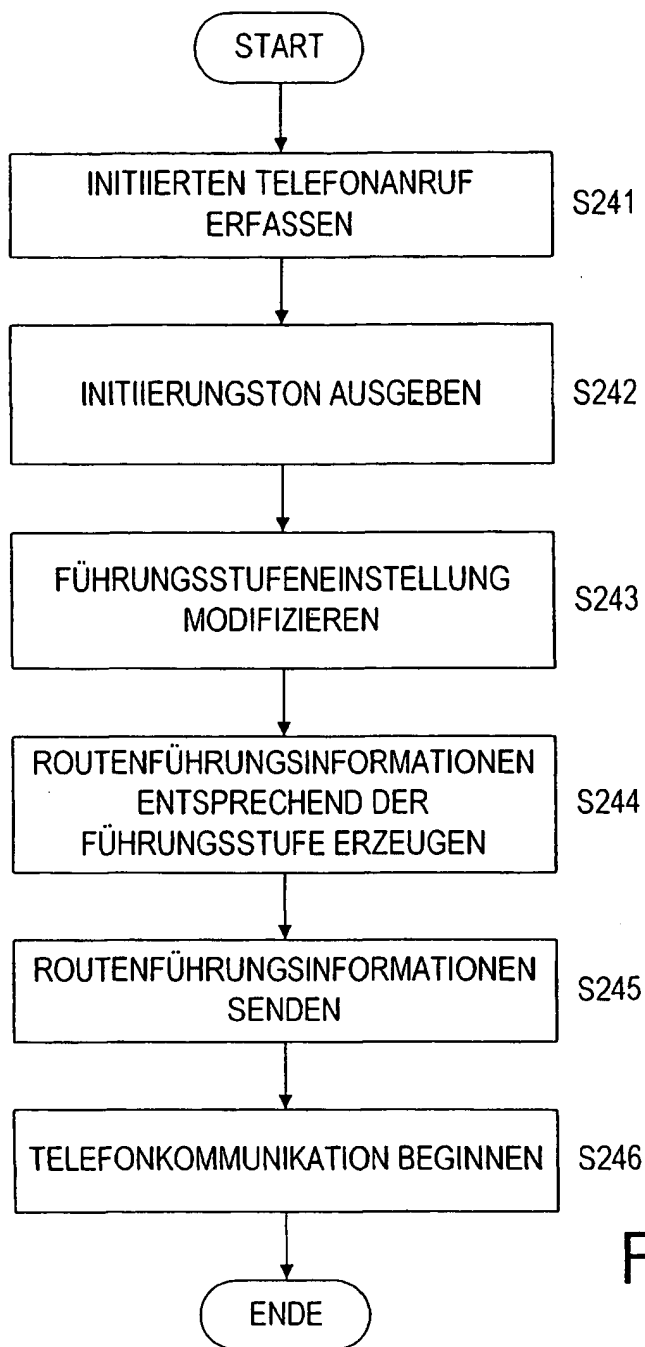 START
INITIIERTEN TELEFONANRUF
ERFASSEN
S241
INITIIERUNGSTON AUSGEBEN
S242
FÜHRUNGSSTUFENEINSTELLUNG
MODIFIZIEREN
S243
ROUTENFÜHRUNGSINFORMATIONEN
ENTSPRECHEND DER
FÜHRUNGSSTUFE ERZEUGEN
S244
ROUTENFÜHRUNGSINFORMATIONEN
SENDEN
S245
TELEFONKOMMUNIKATION BEGINNEN
S246
F
ENDE